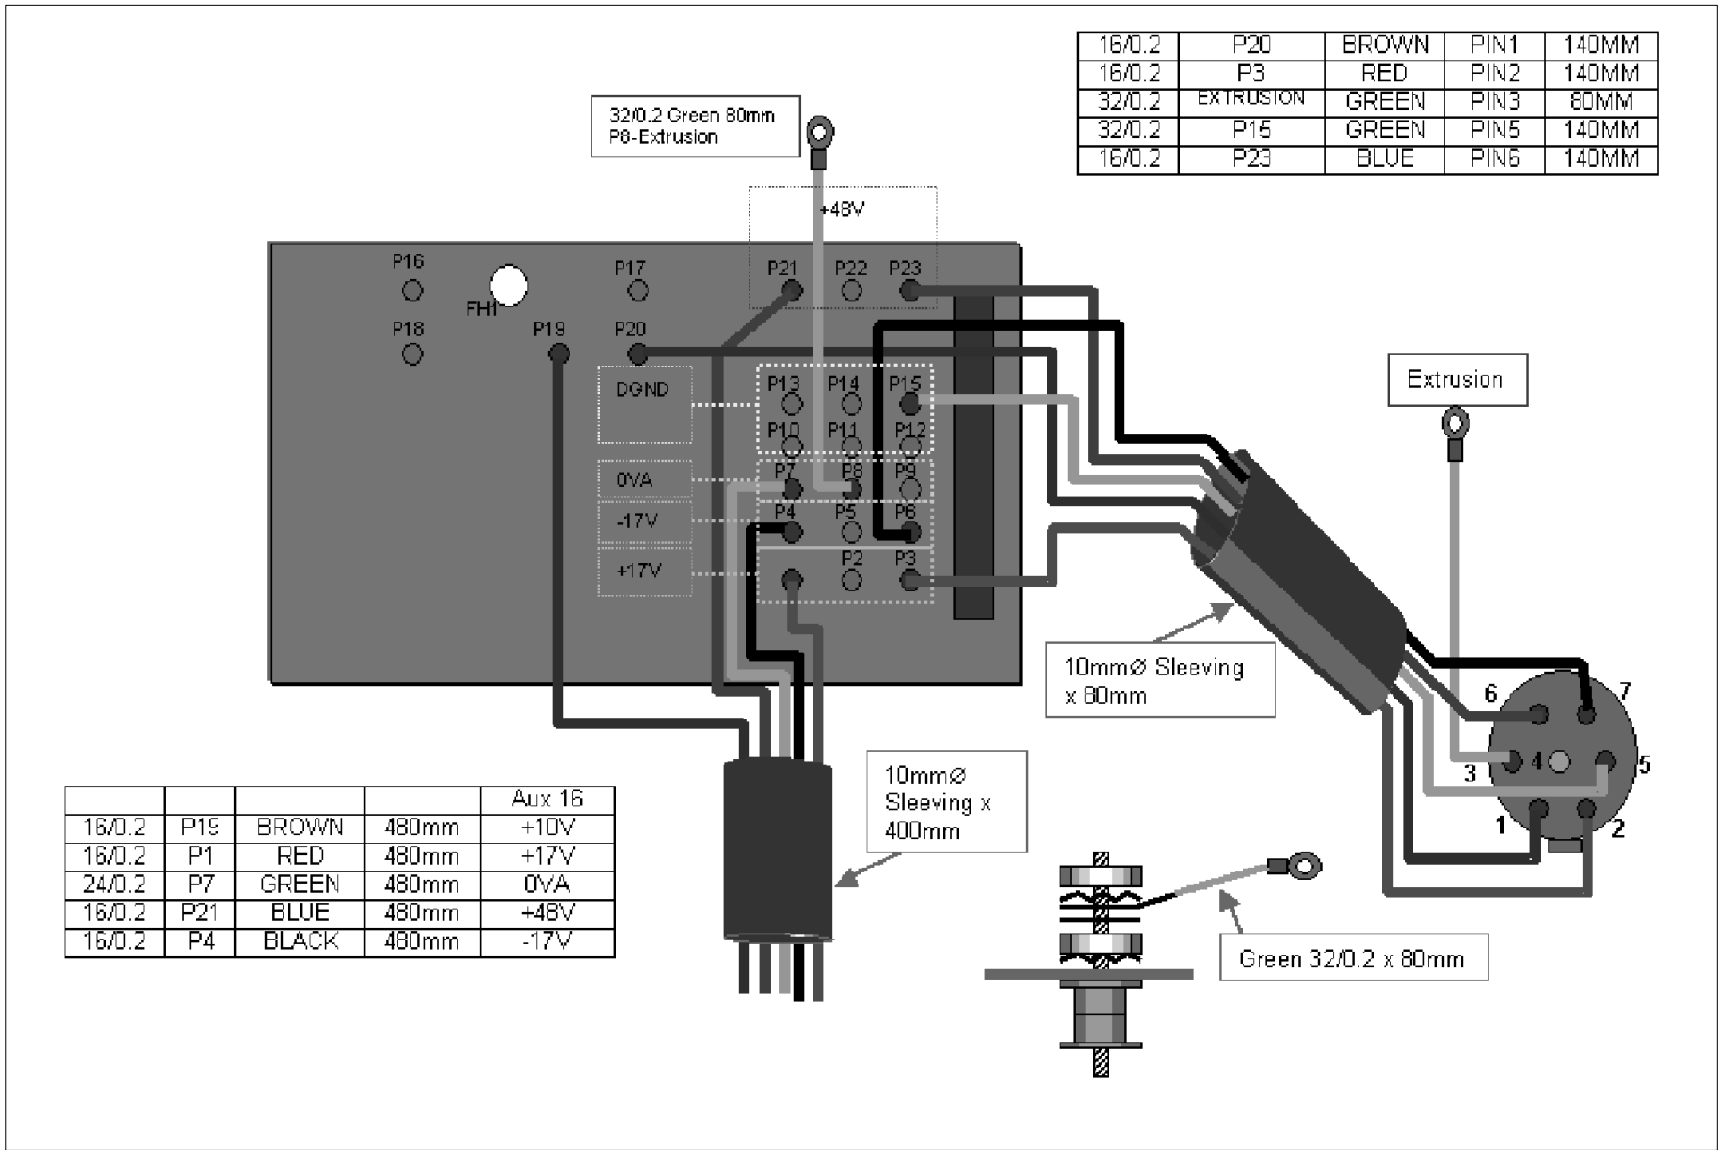 16/0.2 P20 BROWN PIN1 140MM
16/0.2 P3 RED PIN2 140MM
32/0.2 EXTRUSION GREEN PIN3 80MM
32/0.2 P15 GREEN PIN5 140MM
16/0.2 P23 BLUE PIN6 140MM
32/0.2 Green 80mm
P8-Extrusion
+48V
P16
P17
P21
P22
P23
FH1
P18
P19
P20
DGND
P13
P14
P15
P10
P11
P12
0VA
P7
P8
P9
-17V
P4
P5
P6
+17V
P2
P3
Extrusion
10mmØ Sleeving
x 80mm
6
7
3
4
5
1
2
10mmØ
Sleeving x
400mm
Aux 16
16/0.2 P19 BROWN 480mm +10V
16/0.2 P1 RED 480mm +17V
24/0.2 P7 GREEN 480mm 0VA
16/0.2 P21 BLUE 480mm +48V
16/0.2 P4 BLACK 480mm -17V
Green 32/0.2 x 80mm